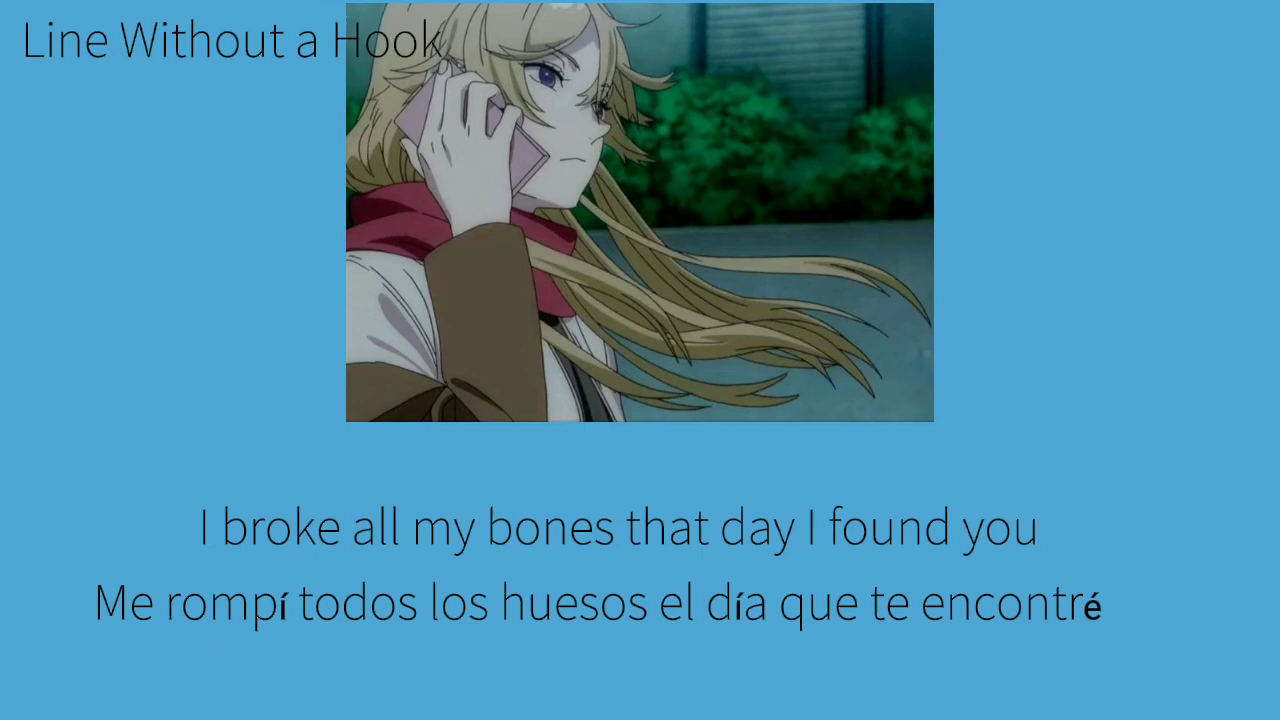 Line Without a Hook
I broke all my bones that day I found you
Me rompí todos los huesos el día que te encontré